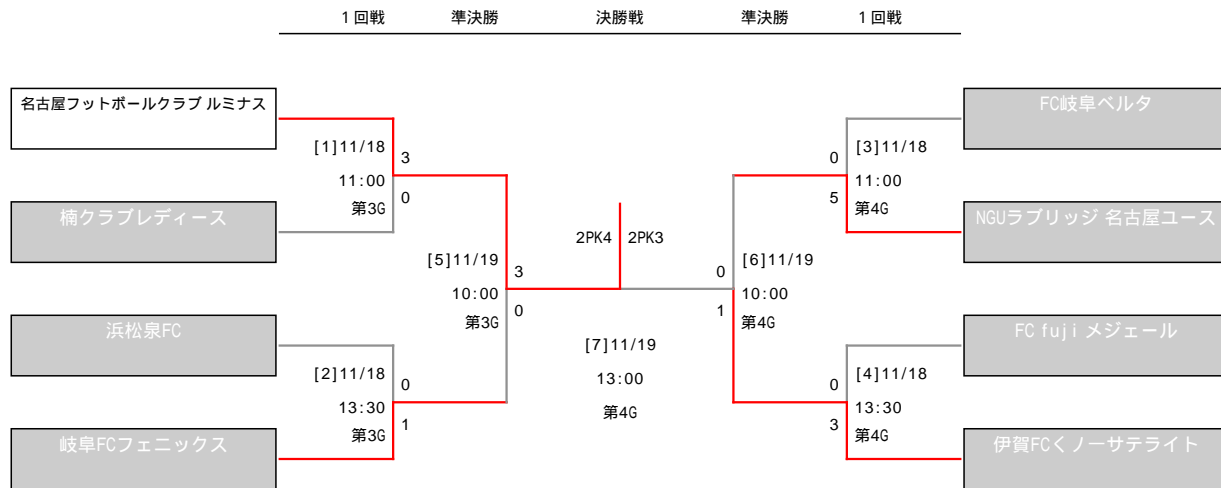 1回戦 準決勝 決勝戦 準決勝 1回戦
名古屋フットボールクラブ ルミナス
FC岐阜ベルタ
[1]11/18
3
0
[3]11/18
11:00
0
5
11:00
第3G
第4G
楠クラブレディース
NGUラブリッジ 名古屋ユース
2PK4
2PK3
[5]11/19
3
0
[6]11/19
10:00
0
1
10:00
第3G
第4G
浜松泉FC
FC fuji メジェール
[7]11/19
13:00
第4G
[2]11/18
0
0
[4]11/18
13:30
1
3
13:30
第3G
第4G
岐阜FCフェニックス
伊賀FCくノ一サテライト